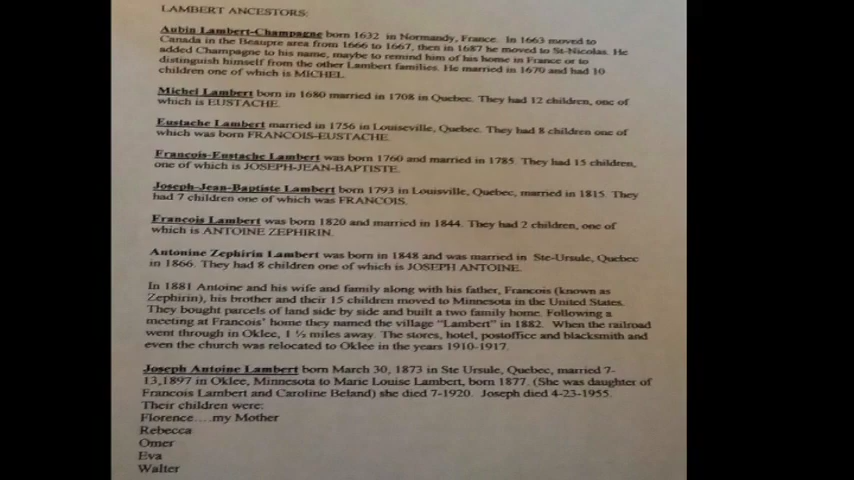 LAMBERT ANCESTORS:
Aubin Lambert-Champagne born 1632 in Normandy, France. In 1663 moved to
Canada in the Beaupre area from 1666 to 1667, then in 1687 he moved to St-Nicolas. He
added Champagne to his name, maybe to remind him of his home in France or to
distinguish himself from the other Lambert families. He married in 1670 and had 10
children one of which is MICHEL.
Michel Lambert born in 1680 married in 1708 in Quebec. They had 12 children, one of
which is EUSTACHE.
Eustache Lambert married in 1756 in Louseville, Quebec. They had 8 children one of
which was born FRANCOIS-EUSTACHE.
Francois-Eustache Lambert was born 1760 and married in 1785. They had 15 children,
one of which is JOSEPH-JEAN-BAPTISTE.
Joseph-Jean-Baptiste Lambert born 1793 in Louisville, Quebec, married in 1815. They
had 7 children one of which was FRANCOIS.
Francois Lambert was born 1820 and married in 1844. They had 2 children, one of
which is ANTOINE ZEPHIRIN.
Antonine Zephirin Lambert was born in 1848 and was married in Ste-Ursule, Quebec
in 1866. They had 8 children one of which is JOSEPH ANTOINE.
In 1881 Antoine and his wife and family along with his father, Francois (known as
Zephirin), his brother and their 15 children moved to Minnesota in the United States.
They bought parcels of land side by side and built a two family home. Following a
meeting at Francois' home they named the village "Lambert" in 1882. When the railroad
went through in Oklee, 1 ½ miles away. The stores, hotel, postoffice and blacksmith and
even the church was relocated to Oklee in the years 1910-1917.
Joseph Antoine Lambert born March 30, 1873 in Ste Ursule, Quebec, married 7-
13,1897 in Oklee, Minnesota to Marie Louise Lambert, born 1877. (She was daughter of
Francois Lambert and Caroline Beland) she died 7-1920. Joseph died 4-23-1955.
Their children were:
Florence....my Mother
Rebecca
Omer
Eva
Walter